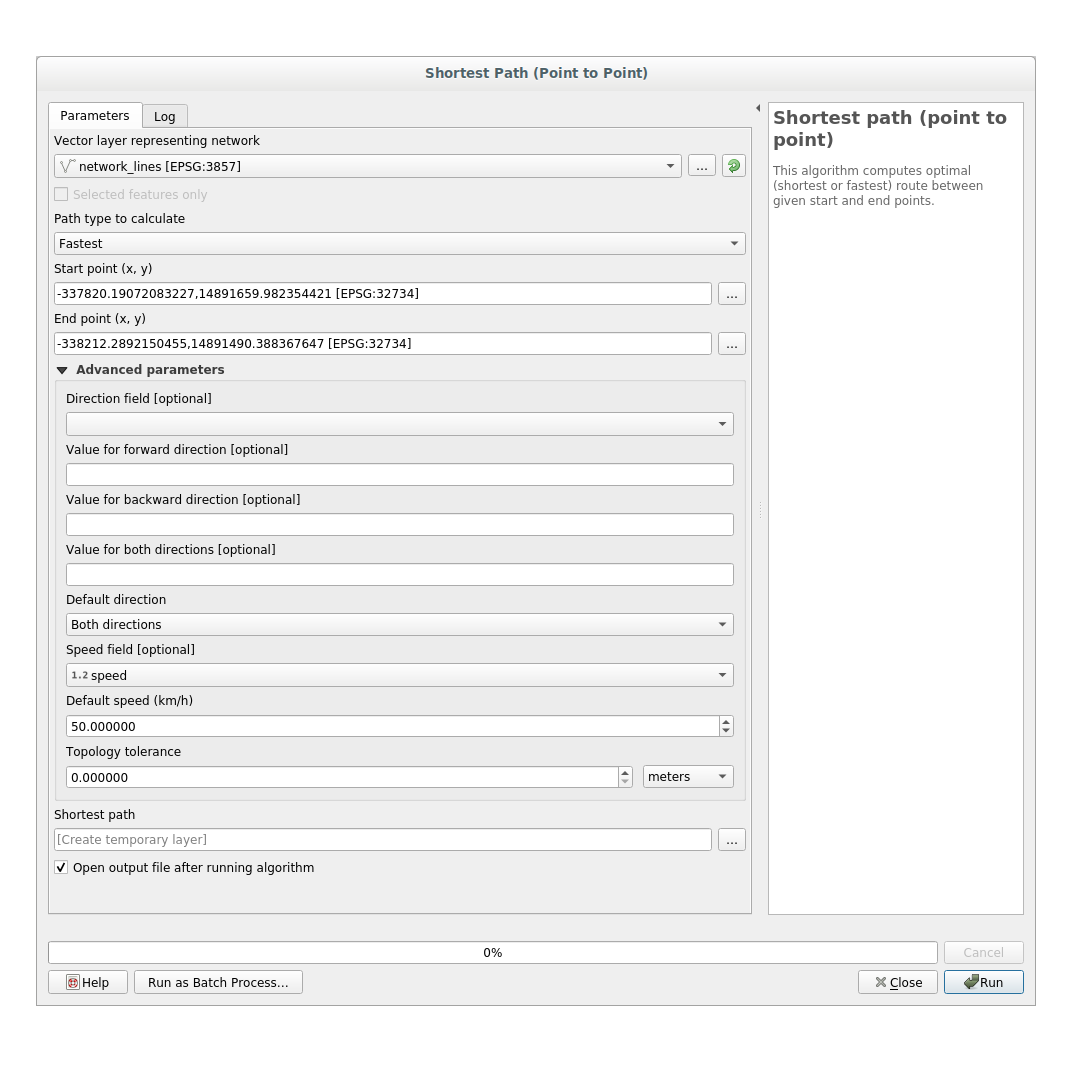 Shortest Path (Point to Point)
Parameters
Log
Vector layer representing network
network_lines [EPSG:3857]
...
Selected features only
Path type to calculate
Fastest
Start point (x, y)
-337820.19072083227,14891659.982354421 [EPSG:32734]
...
End point (x, y)
-338212.2892150455,14891490.388367647 [EPSG:32734]
...
Advanced parameters
Direction field [optional]
Value for forward direction [optional]
Value for backward direction [optional]
Value for both directions [optional]
Default direction
Both directions
Speed field [optional]
1.2 speed
Default speed (km/h)
50.000000
Topology tolerance
0.000000
meters
Shortest path
[Create temporary layer]
...
Open output file after running algorithm
Shortest path (point to
point)
This algorithm computes optimal
(shortest or fastest) route between
given start and end points.
0%
Cancel
Help
Run as Batch Process...
Close
Run